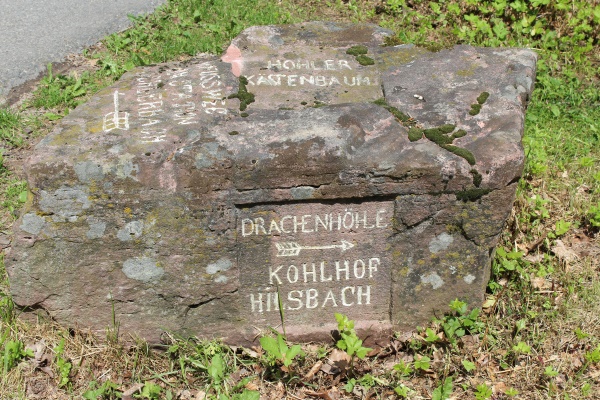 HOHLER
KASTENBAUM
DRACHENHÖHLE
KOHLHOF
HILSBACH